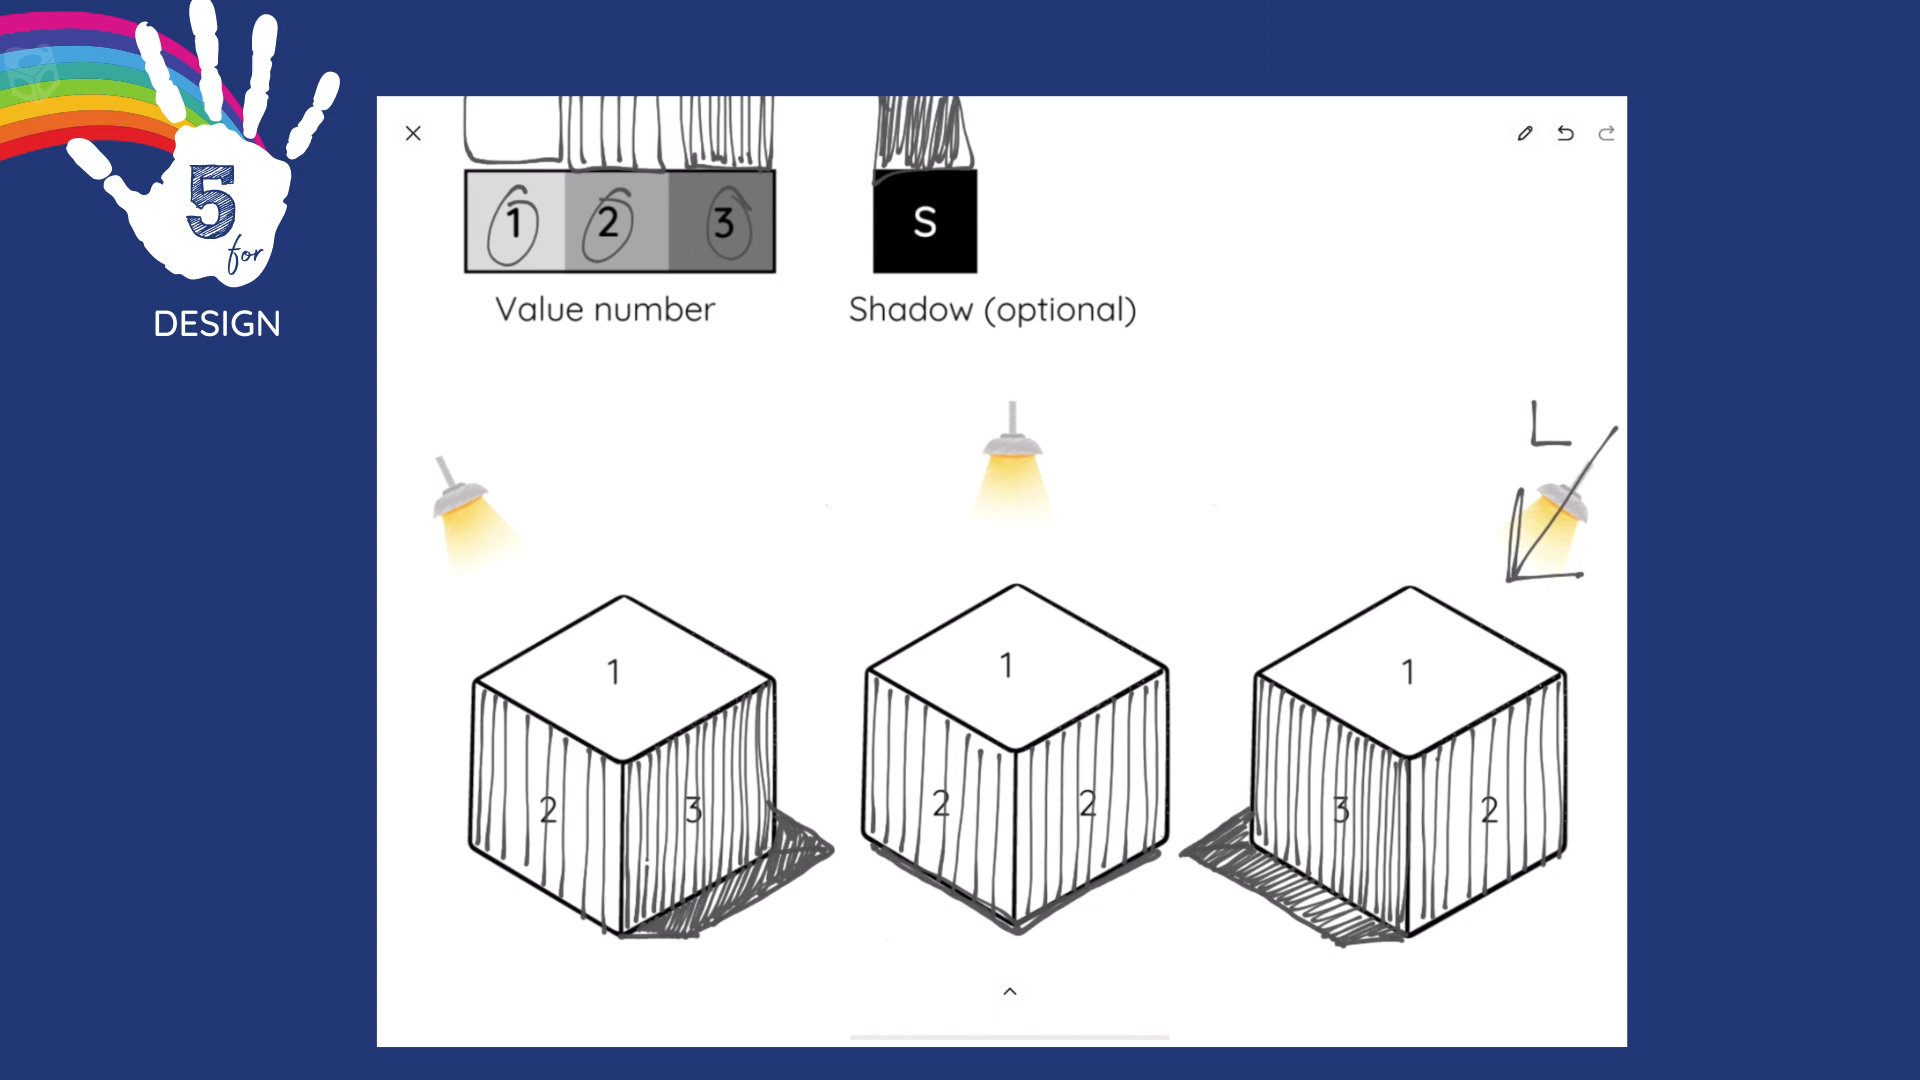 5
for
DESIGN
1 2 3 S
Value number Shadow (optional)
L
1 1 1
2 3 2 2 3 2